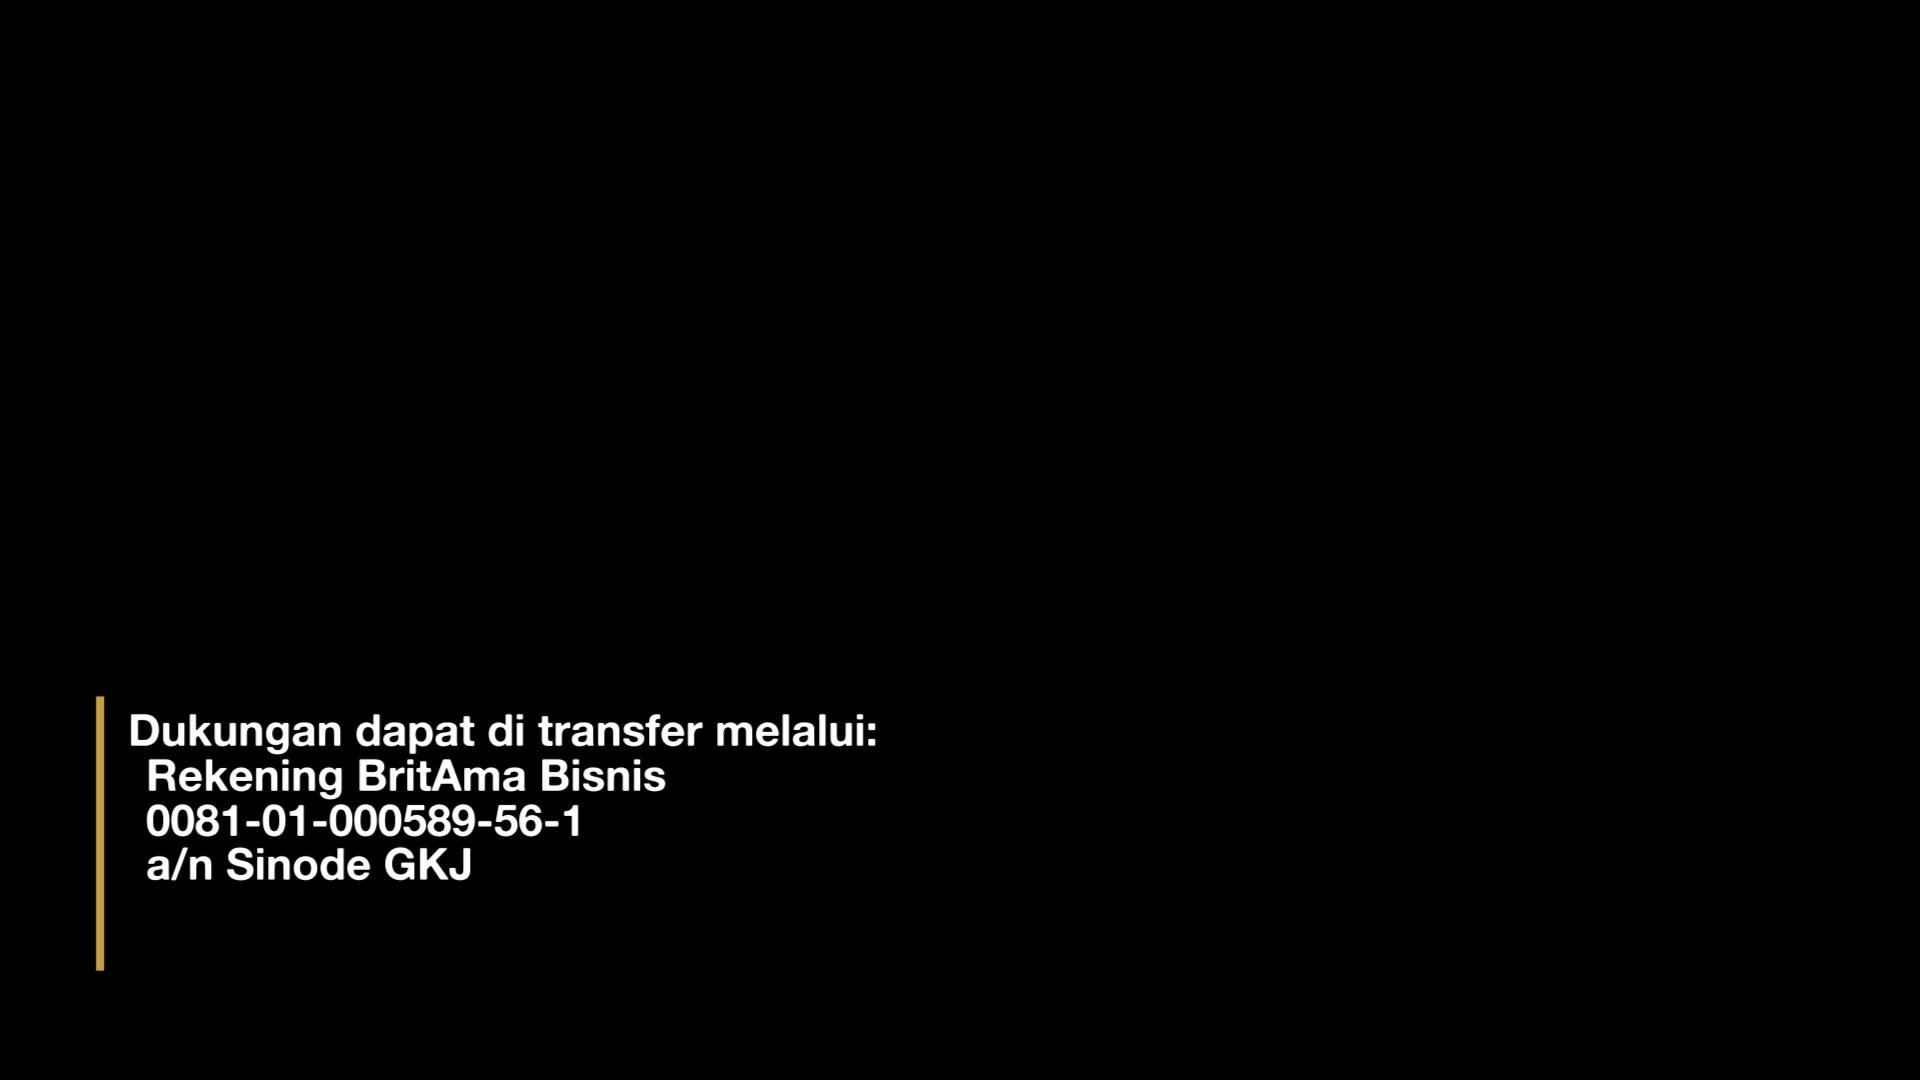 Dukungan dapat di transfer melalui:
Rekening BritAma Bisnis
0081-01-000589-56-1
a/n Sinode GKJ